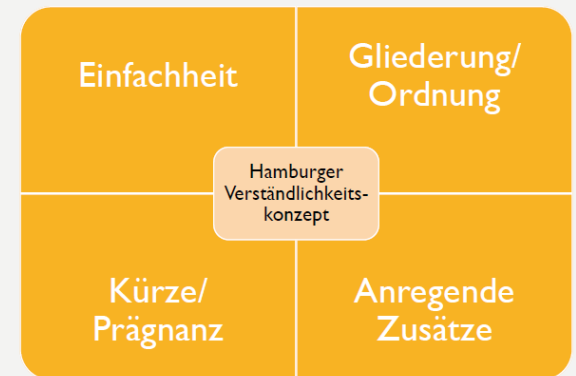 Einfachheit
Gliederung/
Ordnung
Hamburger
Verständlichkeits-
konzept
Kürze/
Prägnanz
Anregende
Zusätze